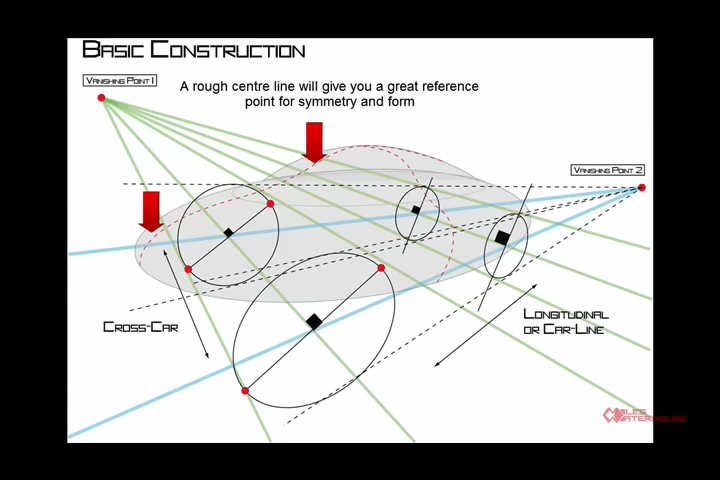 Basic Construction
Vanishing Point 1
A rough centre line will give you a great reference
point for symmetry and form
Vanishing Point 2
Cross-Car
Longitudinal
or Car-Line